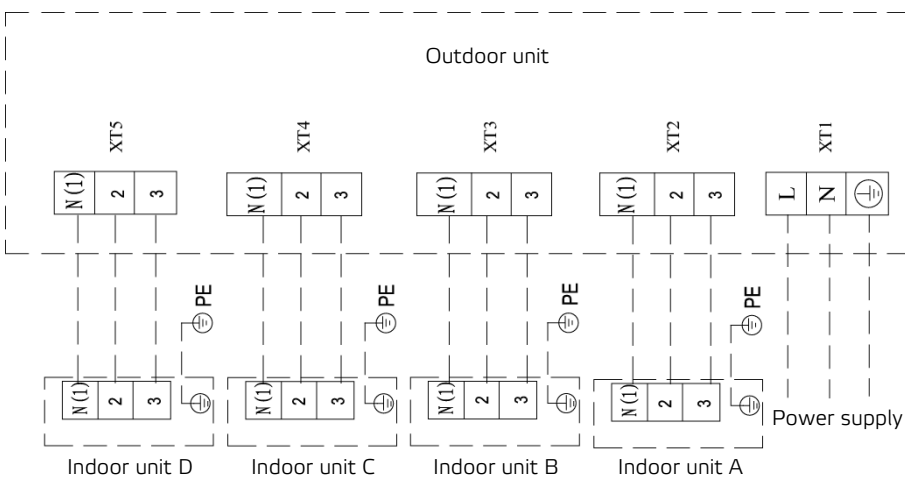 Outdoor unit
XT5 XT4 XT3 XT2 XT1
N (1) 2 3 N (1) 2 3 N (1) 2 3 N (1) 2 3 L N
PE PE PE PE
N (1) 2 3 N (1) 2 3 N (1) 2 3 N (1) 2 3
Power supply
Indoor unit D Indoor unit C Indoor unit B Indoor unit A